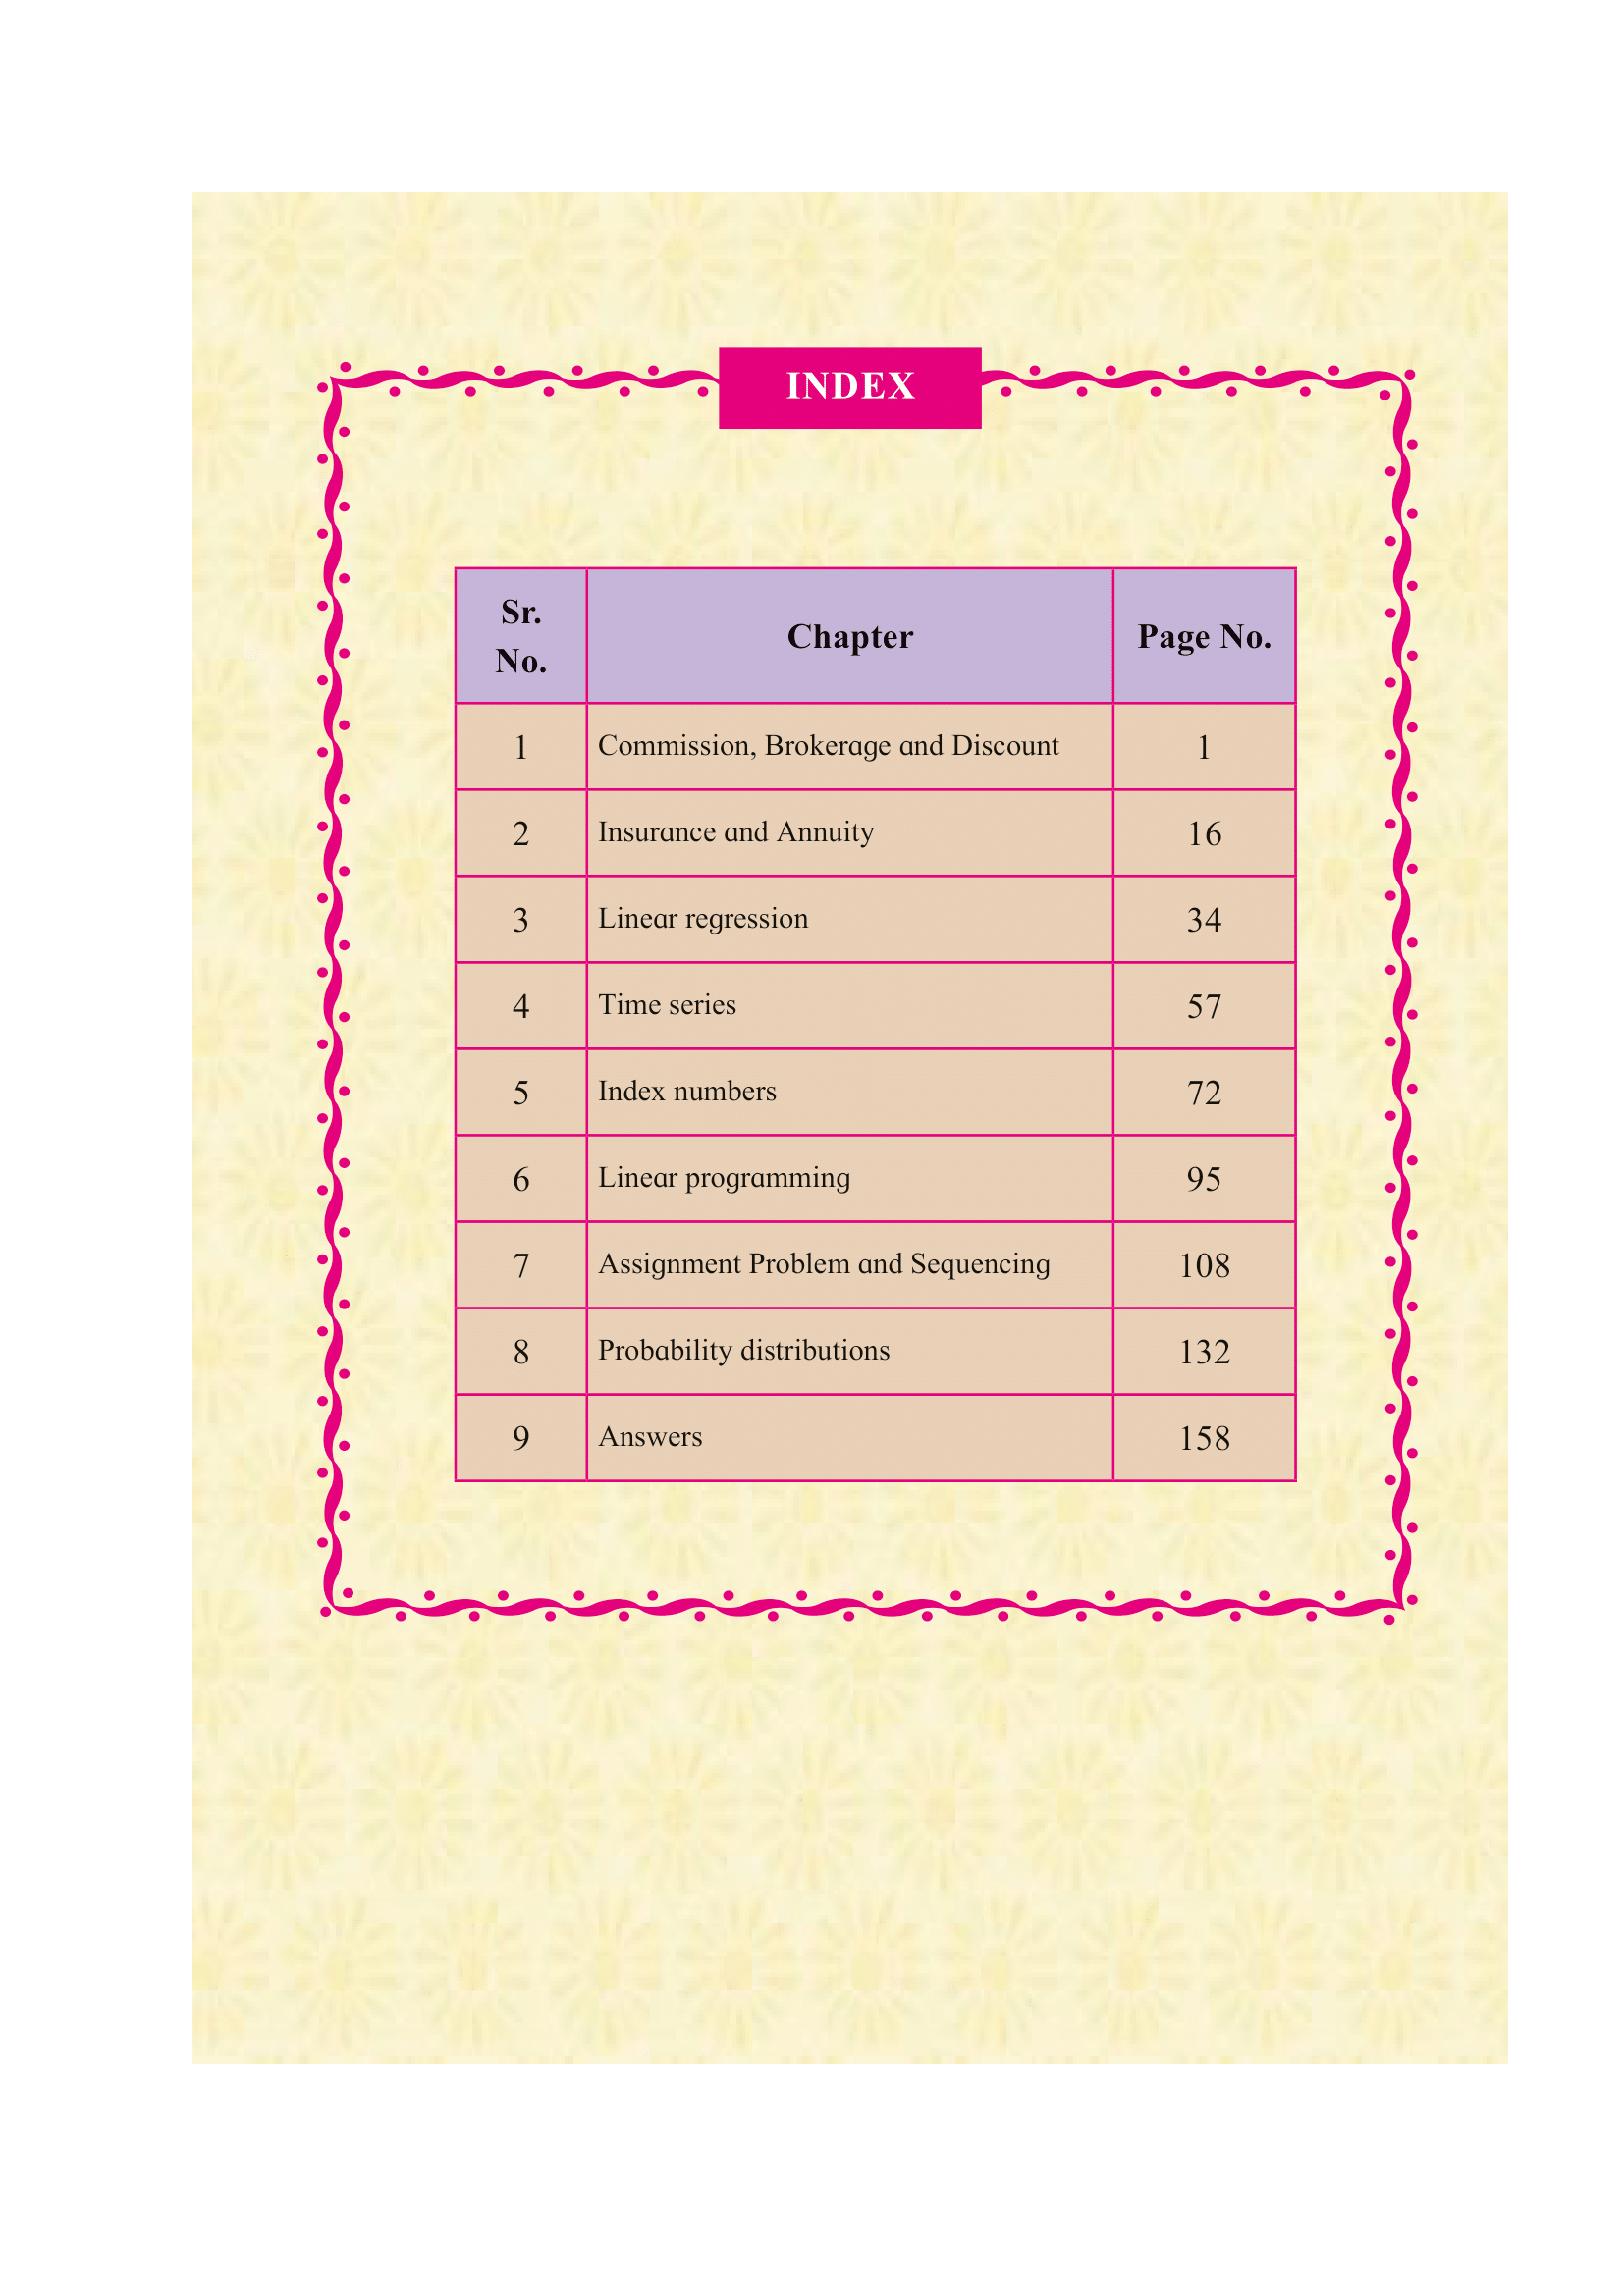 INDEX
Sr. No. Chapter Page No.
1 Commission, Brokerage and Discount 1
2 Insurance and Annuity 16
3 Linear regression 34
4 Time series 57
5 Index numbers 72
6 Linear programming 95
7 Assignment Problem and Sequencing 108
8 Probability distributions 132
9 Answers 158